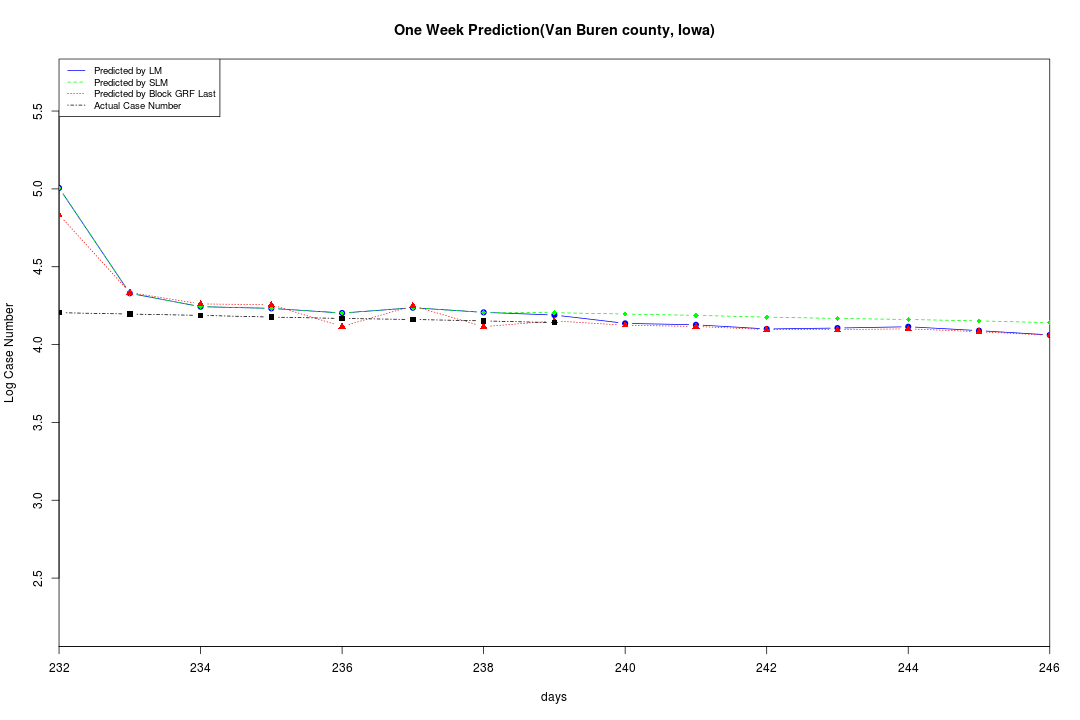 One Week Prediction(Van Buren county, Iowa)
Predicted by LM
Predicted by SLM
Predicted by Block GRF Last
Actual Case Number
5.5
5.0
4.5
4.0
3.5
3.0
2.5
Log Case Number
232 234 236 238 240 242 244 246
days